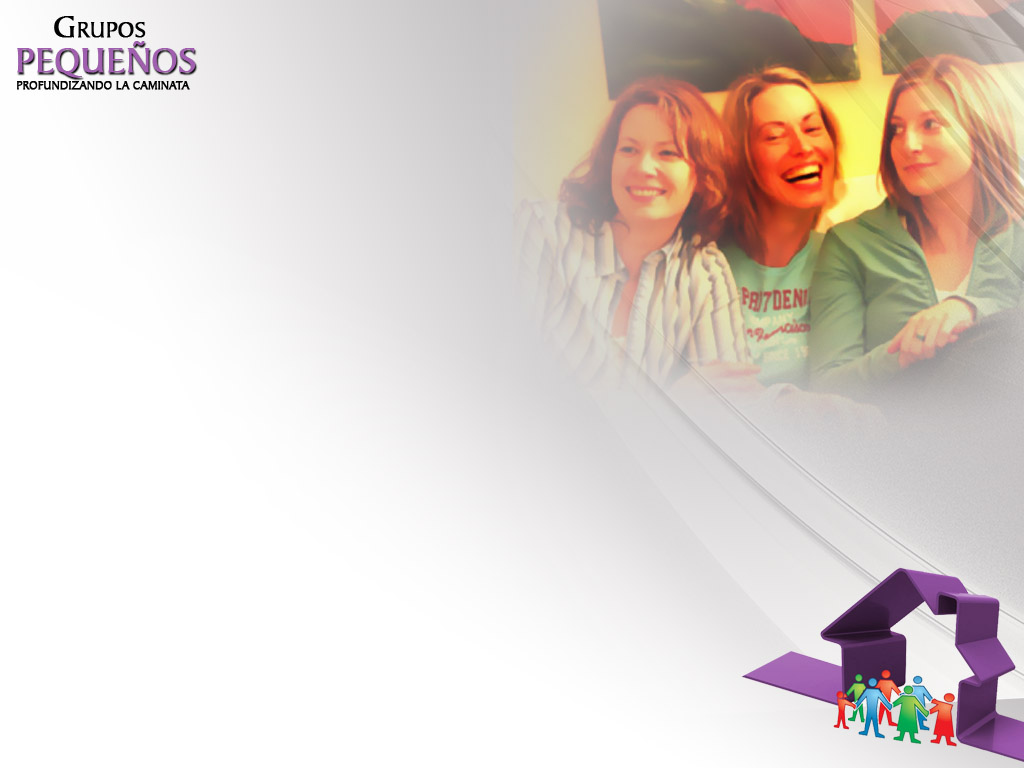 GRUPOS
PEQUEÑOS
PROFUNDIZANDO LA CAMINATA